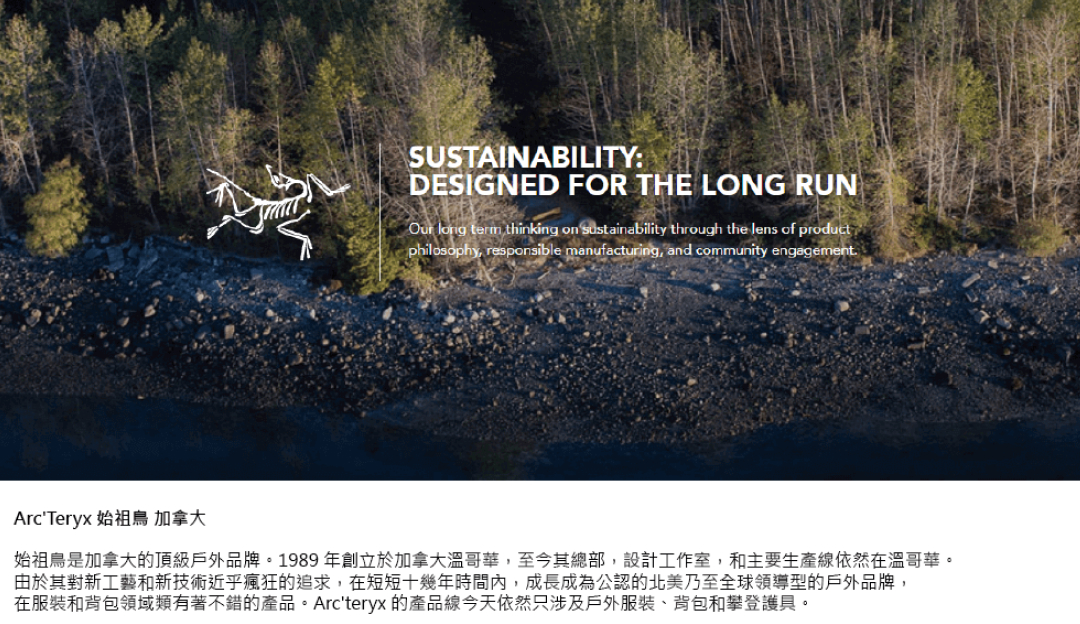 SUSTAINABILITY:
DESIGNED FOR THE LONG RUN
Our long term thinking on sustainability through the lens of product
philosophy, responsible manufacturing, and community engagement.
Arc'Teryx 始祖鳥 加拿大
始祖鳥是加拿大的頂級戶外品牌。1989 年創立於加拿大溫哥華，至今其總部，設計工作室，和主要生產線依然在溫哥華。
由於其對新工藝和新技術近乎瘋狂的追求，在短短十幾年時間內，成長成為公認的北美乃至全球領導型的戶外品牌，
在服裝和背包領域類有著不錯的產品。Arc'teryx 的產品線今天依然只涉及戶外服裝、背包和攀登護具。